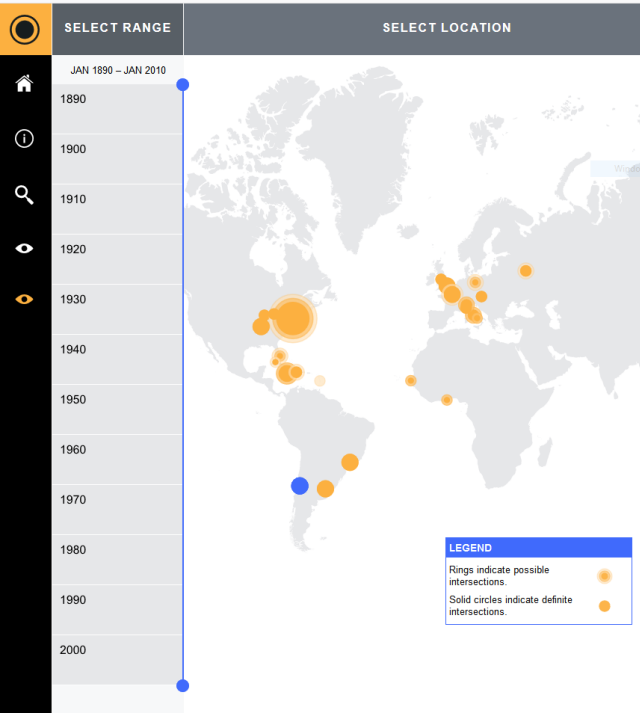 SELECT RANGE
SELECT LOCATION
JAN 1890 – JAN 2010
1890
1900
1910
1920
1930
1940
1950
1960
1970
1980
1990
2000
LEGEND
Rings indicate possible
intersections.
Solid circles indicate definite
intersections.